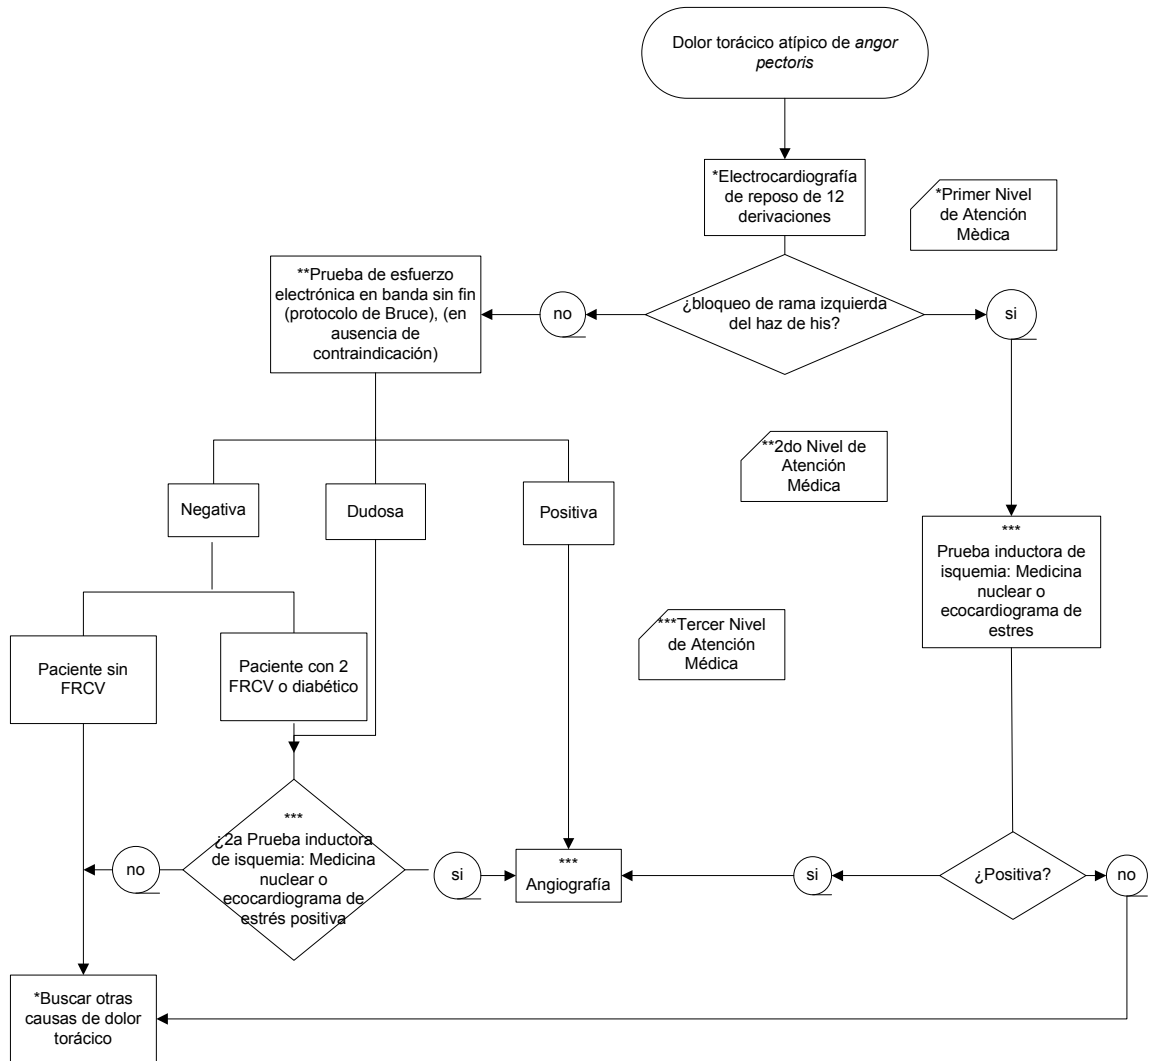 Dolor torácico atípico de angor
pectoris
*Electrocardiografía
de reposo de 12
derivaciones
*Primer Nivel
de Atención
Mèdica
**Prueba de esfuerzo
electrónica en banda sin fin
(protocolo de Bruce), (en
ausencia de
contraindicación)
no
¿bloqueo de rama izquierda
del haz de his?
si
**2do Nivel de
Atención
Médica
Negativa
Dudosa
Positiva
***
Prueba inductora de
isquemia: Medicina
nuclear o
ecocardiograma de
estres
***Tercer Nivel
de Atención
Médica
Paciente sin
FRCV
Paciente con 2
FRCV o diabético
***
¿2a Prueba inductora
de isquemia: Medicina
nuclear o
ecocardiograma de
estrés positiva
no
si
***
Angiografía
si
¿Positiva?
no
*Buscar otras
causas de dolor
torácico